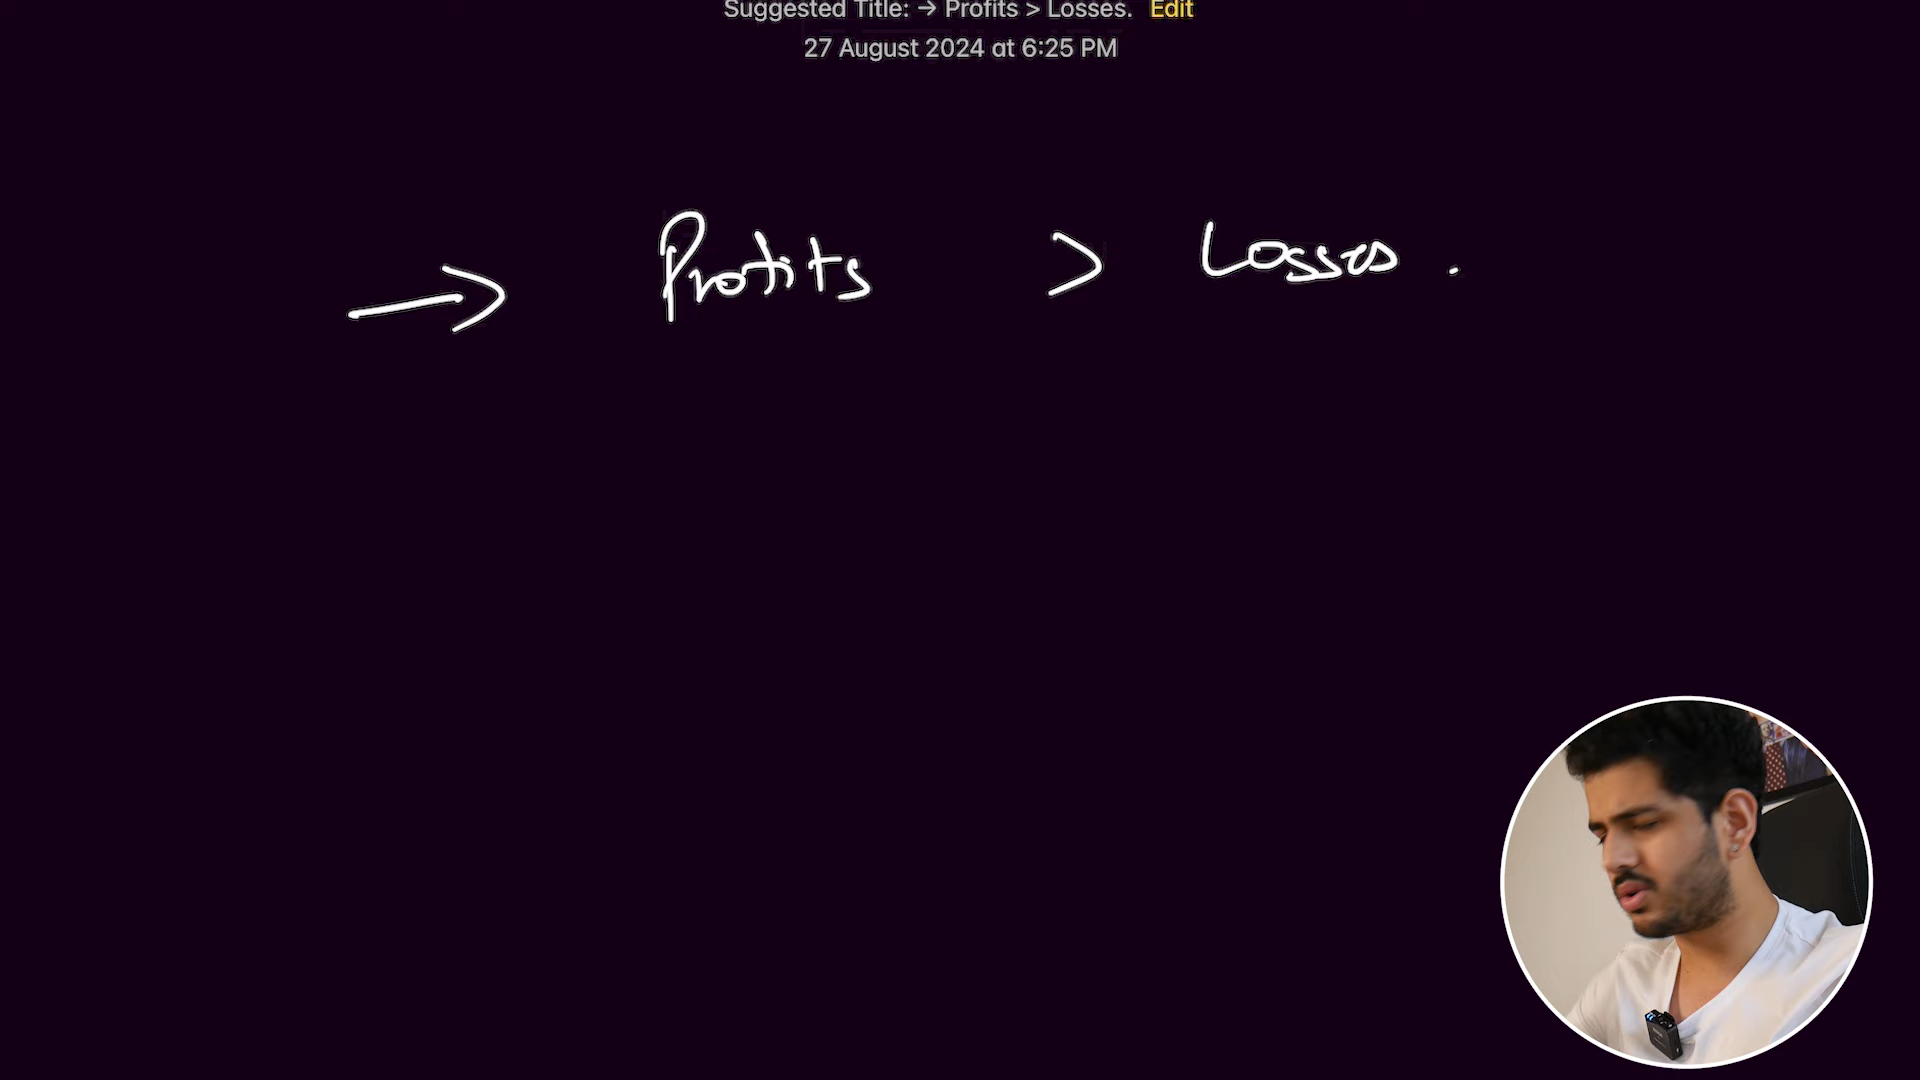 Suggested Title: → Profits > Losses. Edit
27 August 2024 at 6:25 PM
→ Profits > Losses.